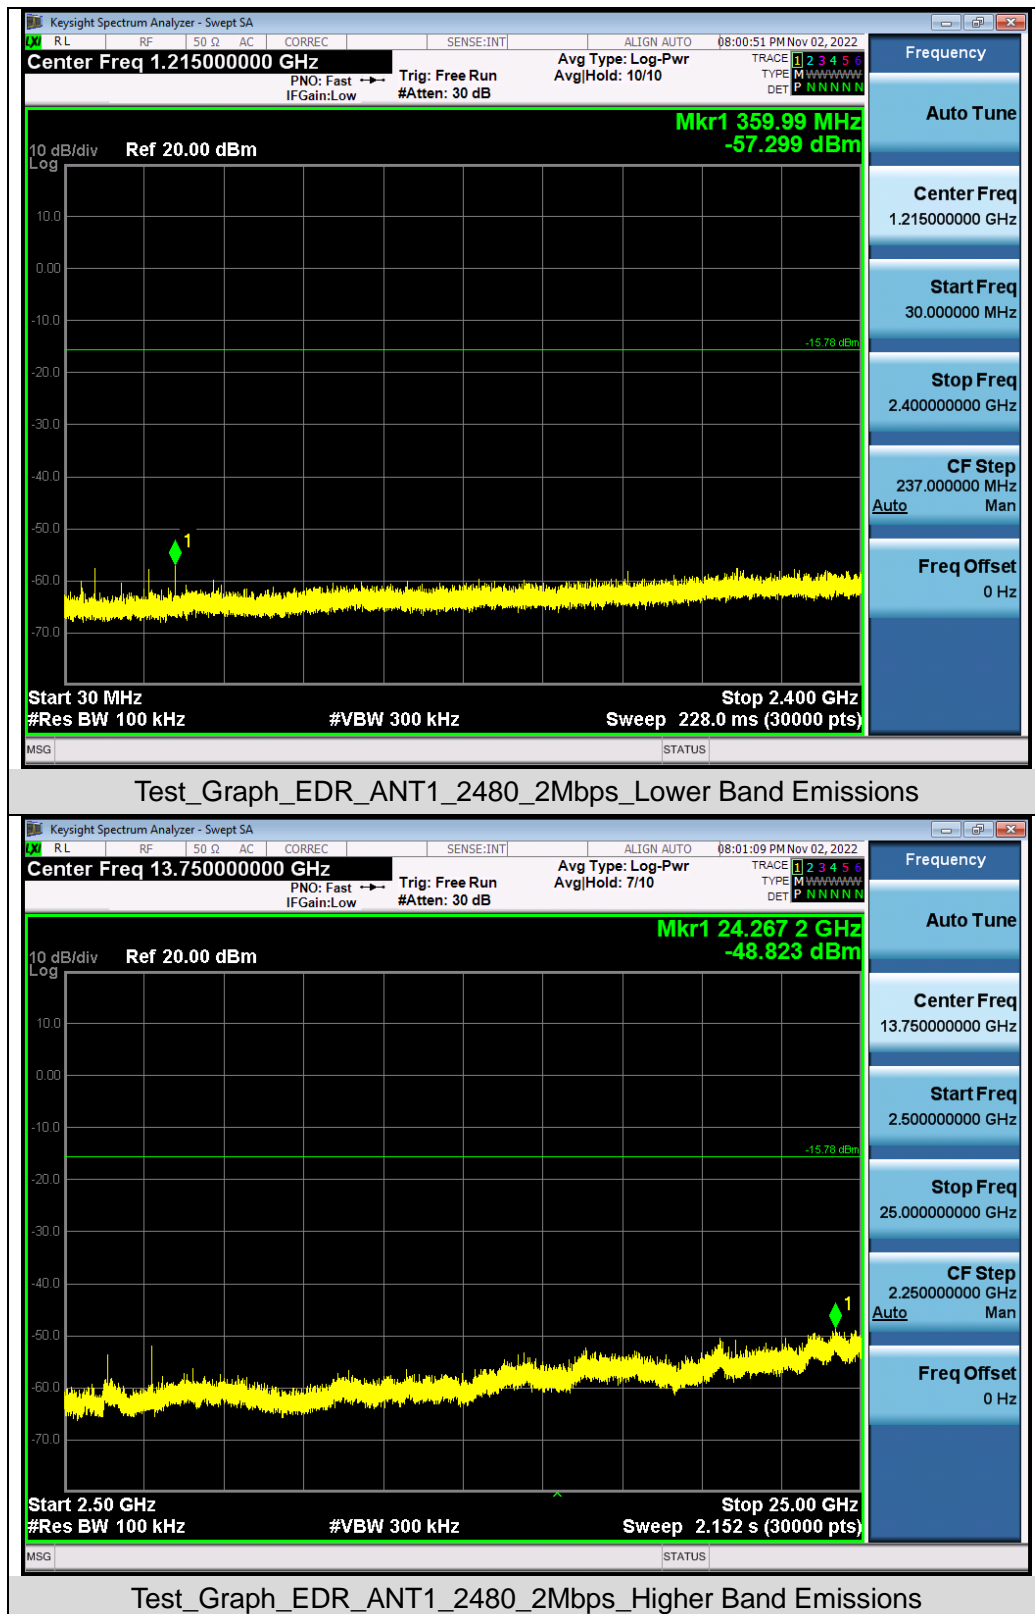 Keysight Spectrum Analyzer - Swept SA
LXI RL RF 50 Ω AC CORREC SENSE:INT ALIGN AUTO 08:00:51 PM Nov 02, 2022
Center Freq 1.215000000 GHz
PNO: Fast
IFGain:Low
Trig: Free Run
#Atten: 30 dB
Avg Type: Log-Pwr
Avg|Hold: 10/10
TRACE 1 2 3 4 5 6
TYPE M WWWWW
DET P N N N N N
Mkr1 359.99 MHz
-57.299 dBm
10 dB/div Ref 20.00 dBm
Log
10.0
0.00
-10.0
-15.78 dBm
-20.0
-30.0
-40.0
-50.0
1
-60.0
-70.0
Start 30 MHz Stop 2.400 GHz
#Res BW 100 kHz #VBW 300 kHz Sweep 228.0 ms (30000 pts)
MSG STATUS
Frequency
Auto Tune
Center Freq
1.215000000 GHz
Start Freq
30.000000 MHz
Stop Freq
2.400000000 GHz
CF Step
237.000000 MHz
Auto Man
Freq Offset
0 Hz
Test_Graph_EDR_ANT1_2480_2Mbps_Lower Band Emissions
Keysight Spectrum Analyzer - Swept SA
LXI RL RF 50 Ω AC CORREC SENSE:INT ALIGN AUTO 08:01:09 PM Nov 02, 2022
Center Freq 13.750000000 GHz
PNO: Fast
IFGain:Low
Trig: Free Run
#Atten: 30 dB
Avg Type: Log-Pwr
Avg|Hold: 7/10
TRACE 1 2 3 4 5 6
TYPE M WWWWW
DET P N N N N N
Mkr1 24.267 2 GHz
-48.823 dBm
10 dB/div Ref 20.00 dBm
Log
10.0
0.00
-10.0
-15.78 dBm
-20.0
-30.0
-40.0
1
-50.0
-60.0
-70.0
Start 2.50 GHz Stop 25.00 GHz
#Res BW 100 kHz #VBW 300 kHz Sweep 2.152 s (30000 pts)
MSG STATUS
Frequency
Auto Tune
Center Freq
13.750000000 GHz
Start Freq
2.500000000 GHz
Stop Freq
25.000000000 GHz
CF Step
2.250000000 GHz
Auto Man
Freq Offset
0 Hz
Test_Graph_EDR_ANT1_2480_2Mbps_Higher Band Emissions